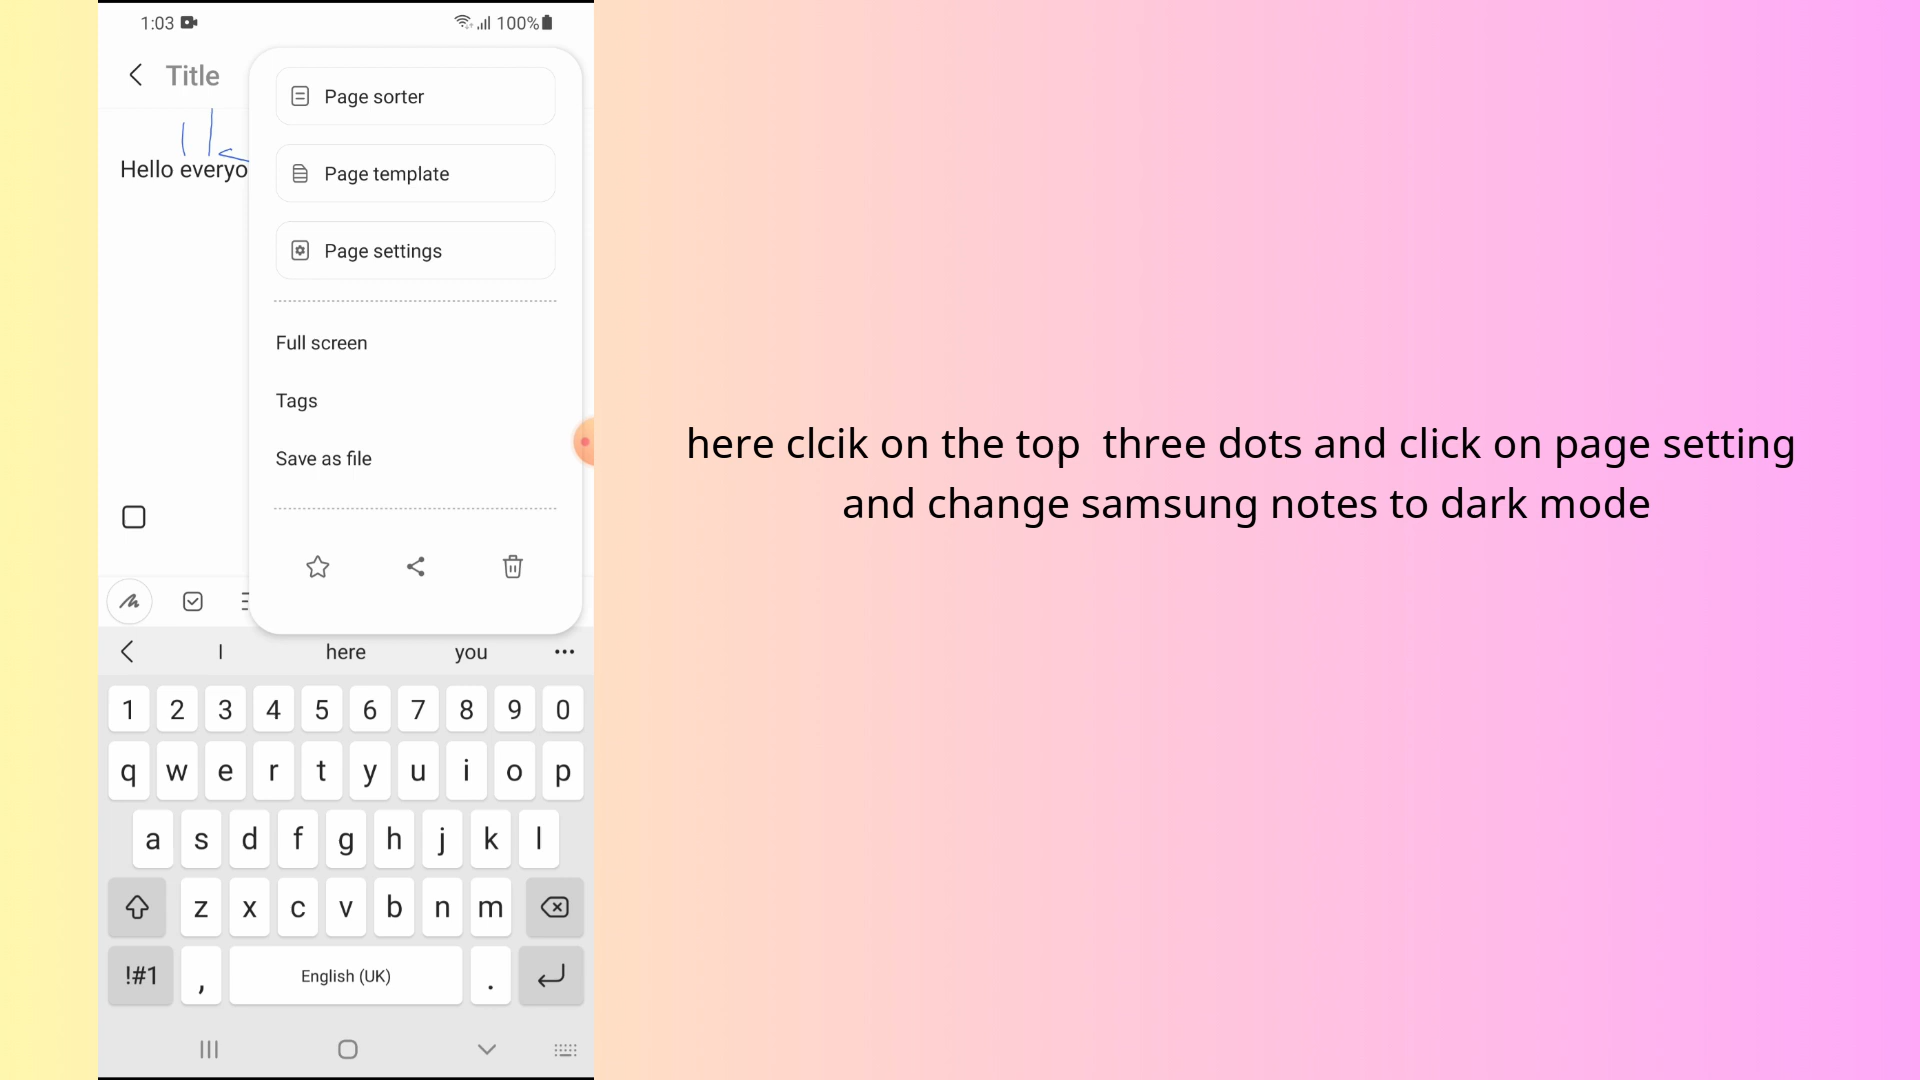 1:03 100%
Title
Hello everyo
Page sorter
Page template
Page settings
Full screen
Tags
Save as file
I here you
1 2 3 4 5 6 7 8 9 0
q w e r t y u i o p
a s d f g h j k l
z x c v b n m
!#1 , English (UK) .
here clcik on the top three dots and click on page setting
and change samsung notes to dark mode